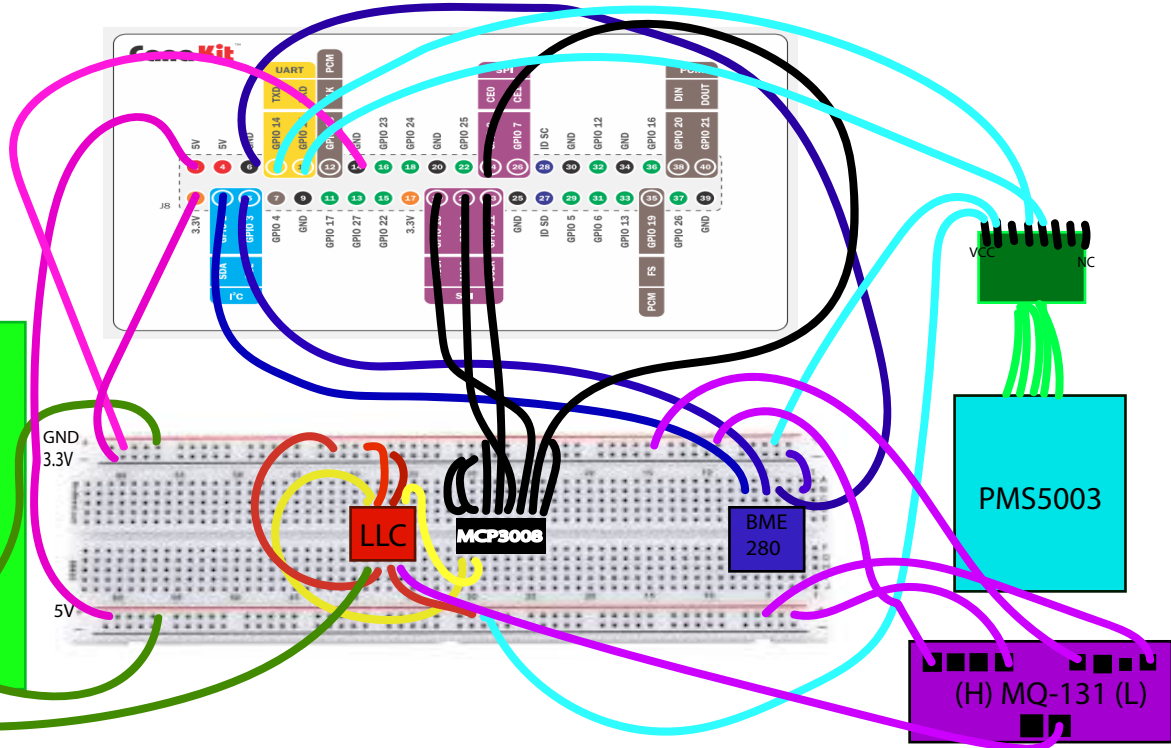 CanaKit™
UART
PCM
SPI
PCM
TXD
CE0
DIN
DOUT
5V
5V
GND
GPIO 14
GND
GPIO 23
GPIO 24
GND
GPIO 25
GPIO 7
ID SC
GND
GPIO 12
GND
GPIO 16
GPIO 20
GPIO 21
4
6
12
14
16
18
20
22
26
28
30
32
34
36
38
40
J8
7
9
11
13
15
17
25
27
29
31
33
35
37
39
3.3V
GPIO 3
GPIO 4
GND
GPIO 17
GPIO 27
GPIO 22
3.3V
GND
ID SD
GPIO 5
GPIO 6
GPIO 13
GPIO 19
GPIO 26
GND
SDA
FS
I²C
PCM
VCC
NC
GND
3.3V
5V
LLC
MCP3008
BME
280
PMS5003
(H) MQ-131 (L)